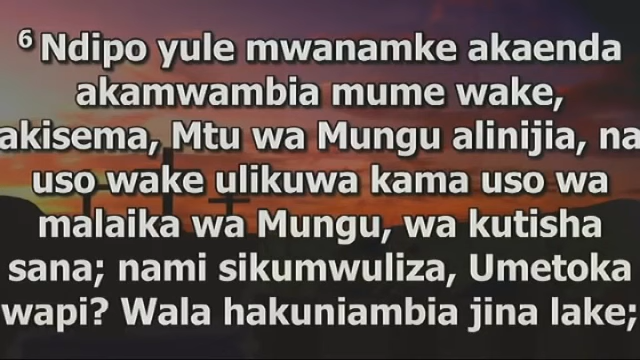 6 Ndipo yule mwanamke akaenda
akamwambia mume wake,
akisema, Mtu wa Mungu alinijia, na
uso wake ulikuwa kama uso wa
malaika wa Mungu, wa kutisha
sana; nami sikumwuliza, Umetoka
wapi? Wala hakuniambia jina lake;